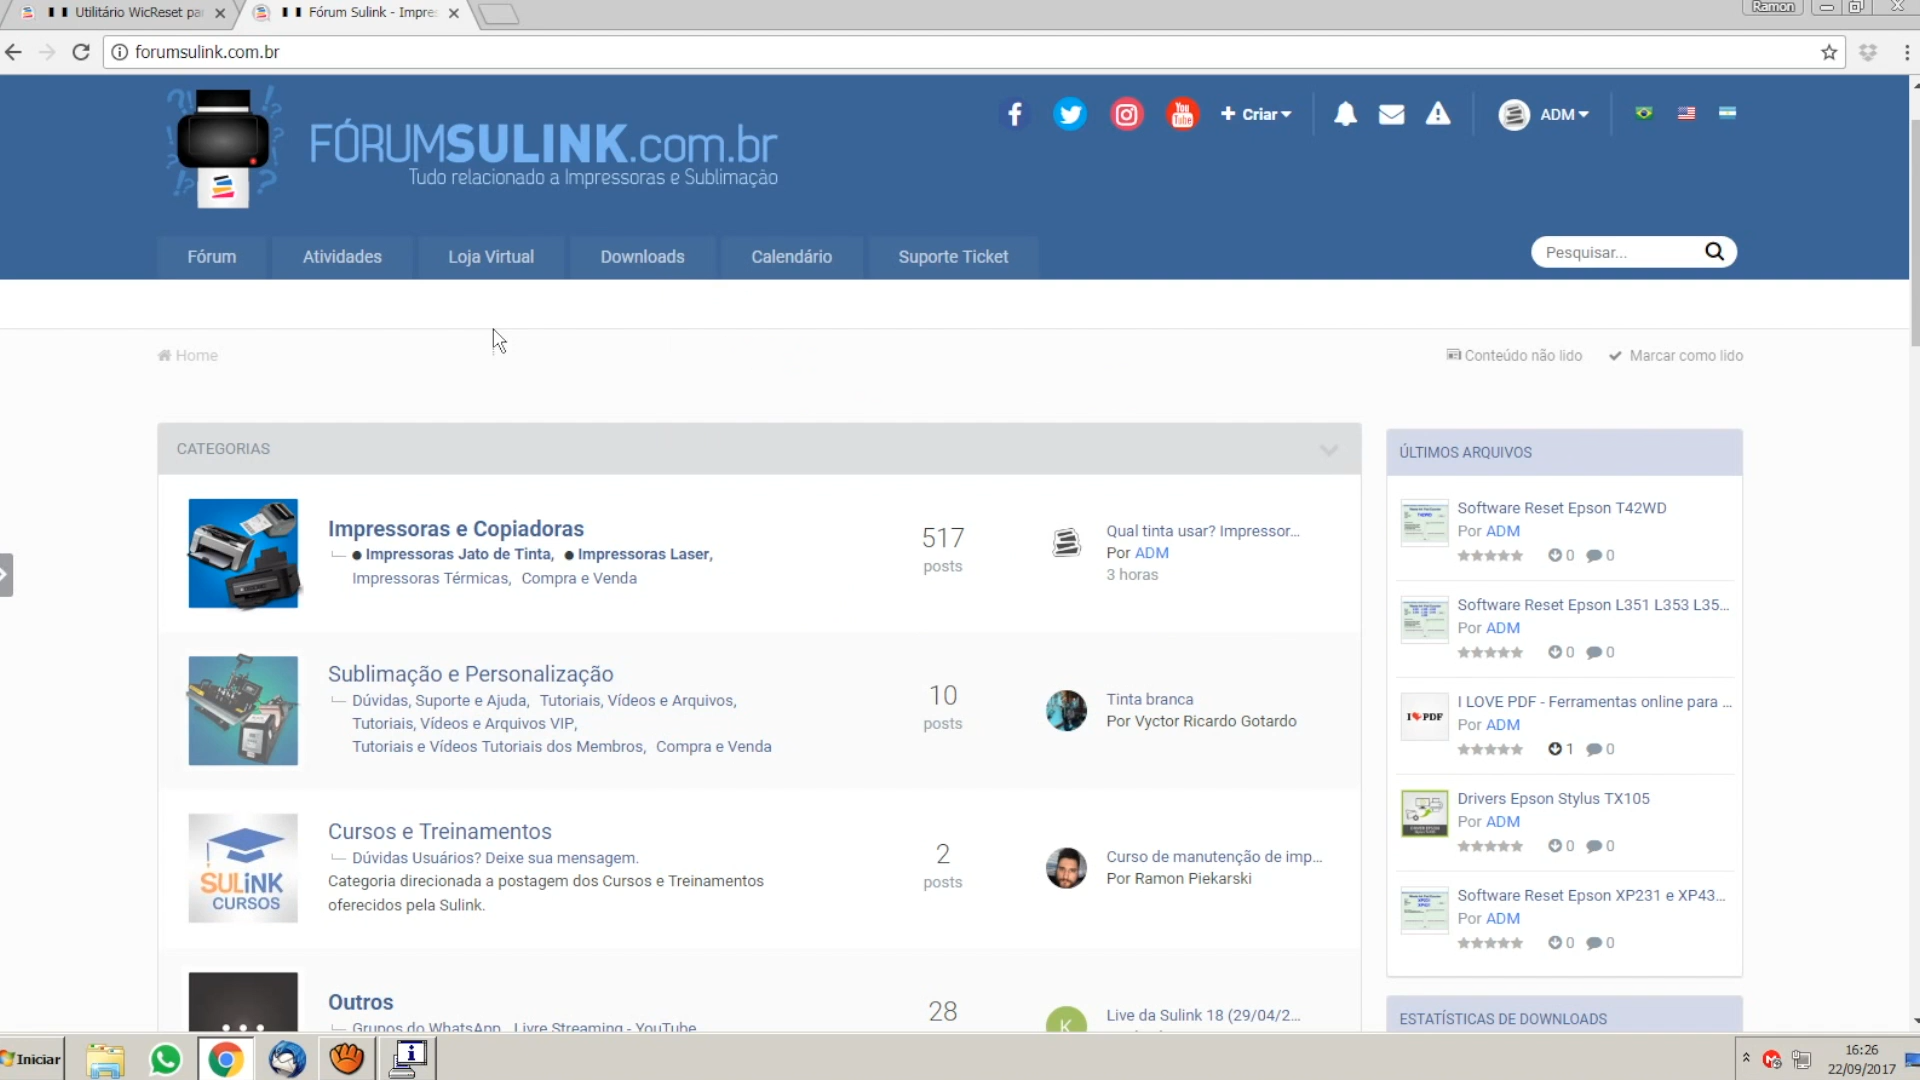 Utilitário WicReset pa
Fórum Sulink - Impre
Ramon
forumsulink.com.br
FÓRUMSULINK.com.br
Tudo relacionado a Impressoras e Sublimação
You Tube
Criar
ADM
Fórum
Atividades
Loja Virtual
Downloads
Calendário
Suporte Ticket
Pesquisar...
Home
Conteúdo não lido
Marcar como lido
CATEGORIAS
Impressoras e Copiadoras
Impressoras Jato de Tinta, Impressoras Laser,
Impressoras Térmicas, Compra e Venda
517
posts
Qual tinta usar? Impressor...
Por ADM
3 horas
Sublimação e Personalização
Dúvidas, Suporte e Ajuda, Tutoriais, Vídeos e Arquivos,
Tutoriais, Vídeos e Arquivos VIP,
Tutoriais e Vídeos Tutoriais dos Membros, Compra e Venda
10
posts
Tinta branca
Por Vyctor Ricardo Gotardo
SULINK
CURSOS
Cursos e Treinamentos
Dúvidas Usuários? Deixe sua mensagem.
Categoria direcionada a postagem dos Cursos e Treinamentos
oferecidos pela Sulink.
2
posts
Curso de manutenção de imp...
Por Ramon Piekarski
Outros
Grupos do WhatsApp, Livre Streaming - YouTube
28
K
Live da Sulink 18 (29/04/2...
ÚLTIMOS ARQUIVOS
Software Reset Epson T42WD
Por ADM
0 0
Software Reset Epson L351 L353 L35...
Por ADM
0 0
I PDF
I LOVE PDF - Ferramentas online para ...
Por ADM
1 0
Drivers Epson Stylus TX105
Por ADM
0 0
Software Reset Epson XP231 e XP43...
Por ADM
0 0
ESTATÍSTICAS DE DOWNLOADS
Iniciar
16:26
22/09/2017